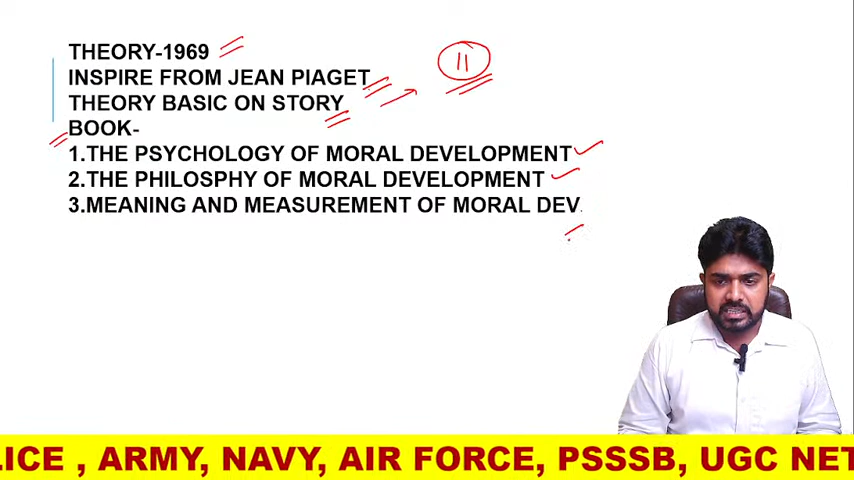 THEORY-1969
INSPIRE FROM JEAN PIAGET
THEORY BASIC ON STORY
11
BOOK-
1.THE PSYCHOLOGY OF MORAL DEVELOPMENT
2.THE PHILOSPHY OF MORAL DEVELOPMENT
3.MEANING AND MEASUREMENT OF MORAL DEV.
LICE , ARMY, NAVY, AIR FORCE, PSSSB, UGC NET